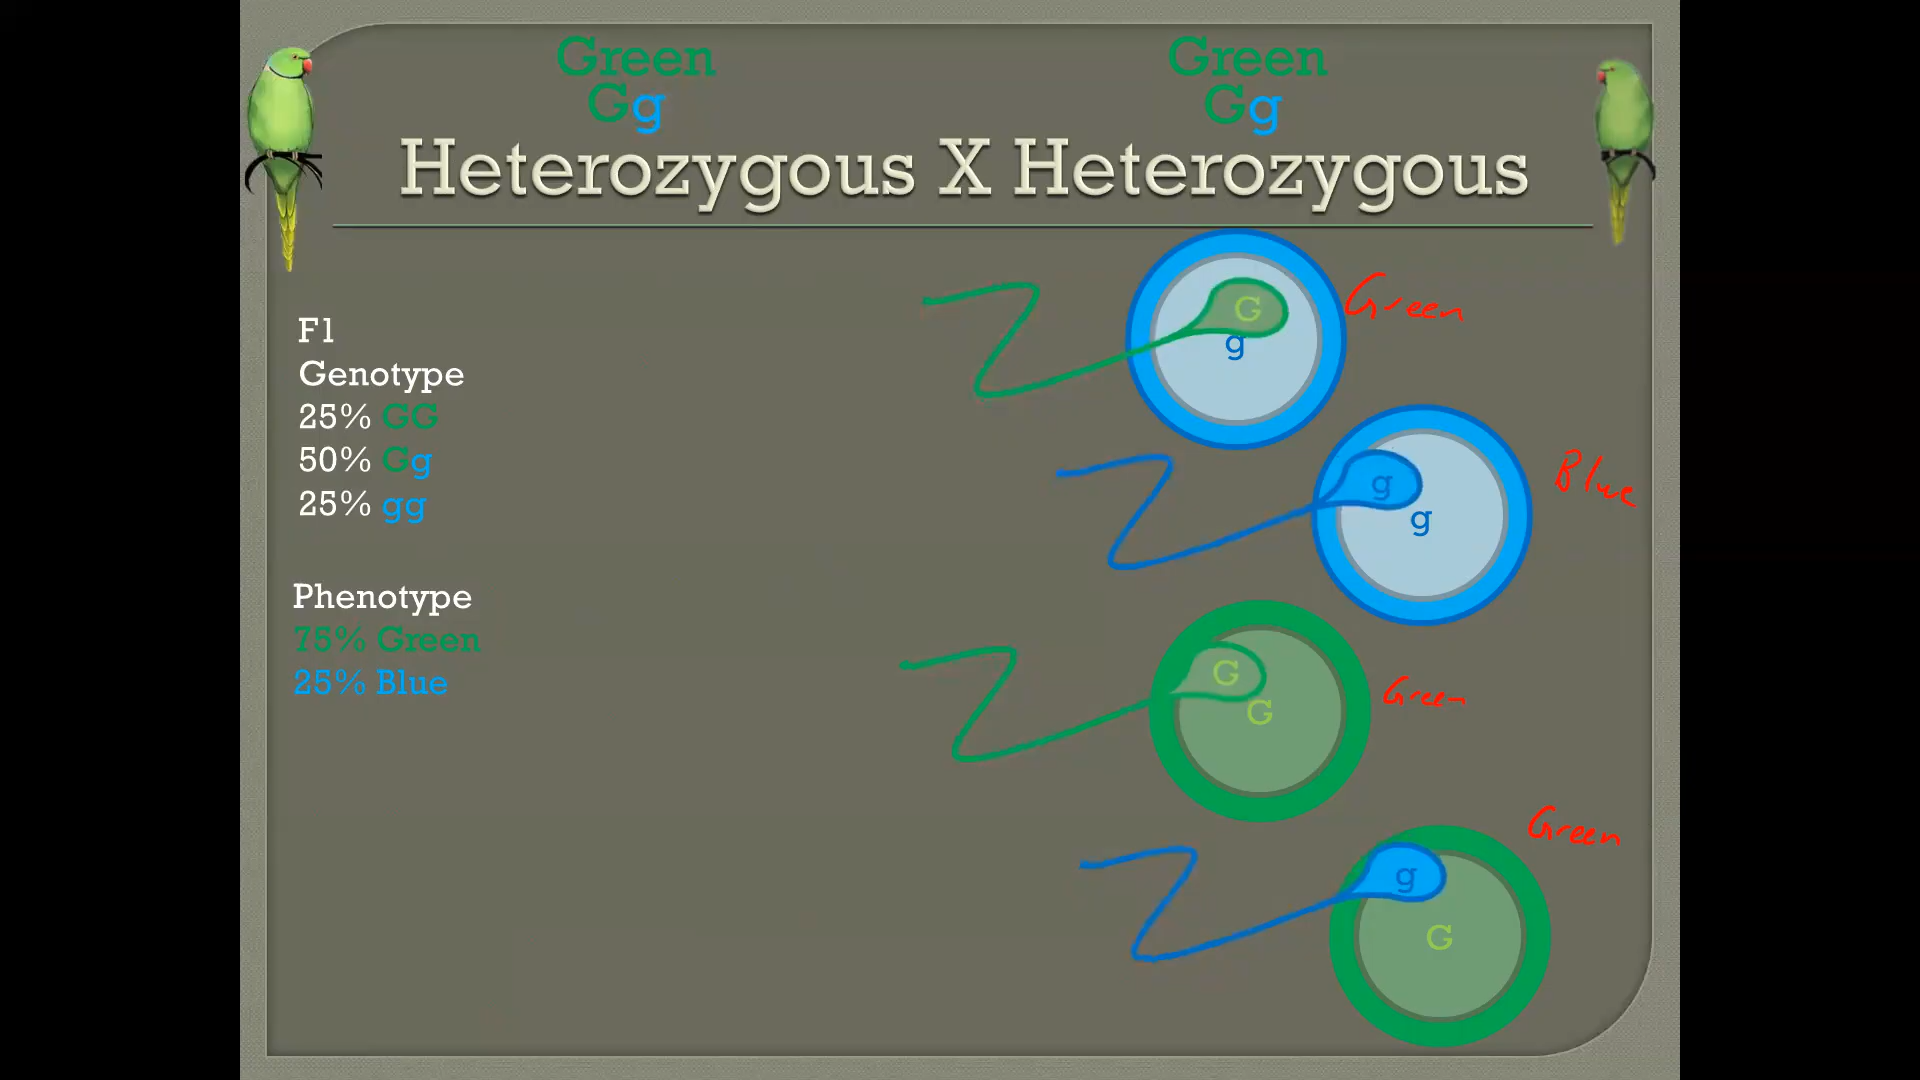 Green Green
Gg Gg
Heterozygous X Heterozygous
F1
Genotype
25% GG
50% Gg
25% gg
Phenotype
75% Green
25% Blue
G
g
Green
g
g
Blue
G
G
Green
g
G
Green